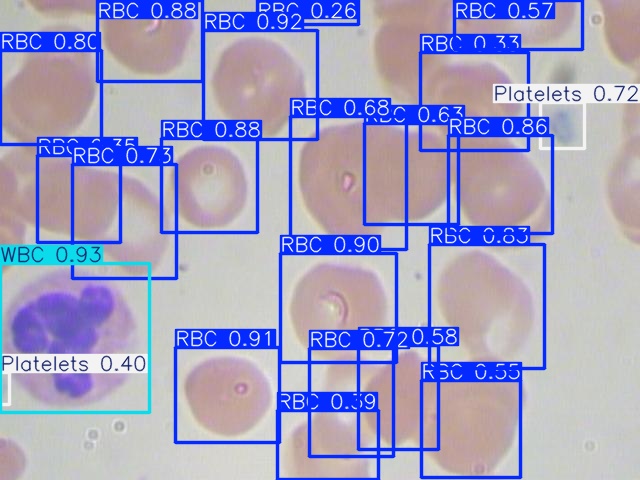 RBC 0.88
RBC 0.26
RBC 0.57
RBC 0.92
RBC 0.80
RBC 0.33
Platelets 0.72
RBC 0.68
RBC 0.63
RBC 0.86
RBC 0.88
RBC 0.35
RBC 0.73
RBC 0.83
RBC 0.90
WBC 0.93
RBC 0.91
RBC 0.72
0.58
Platelets 0.40
RBC 0.55